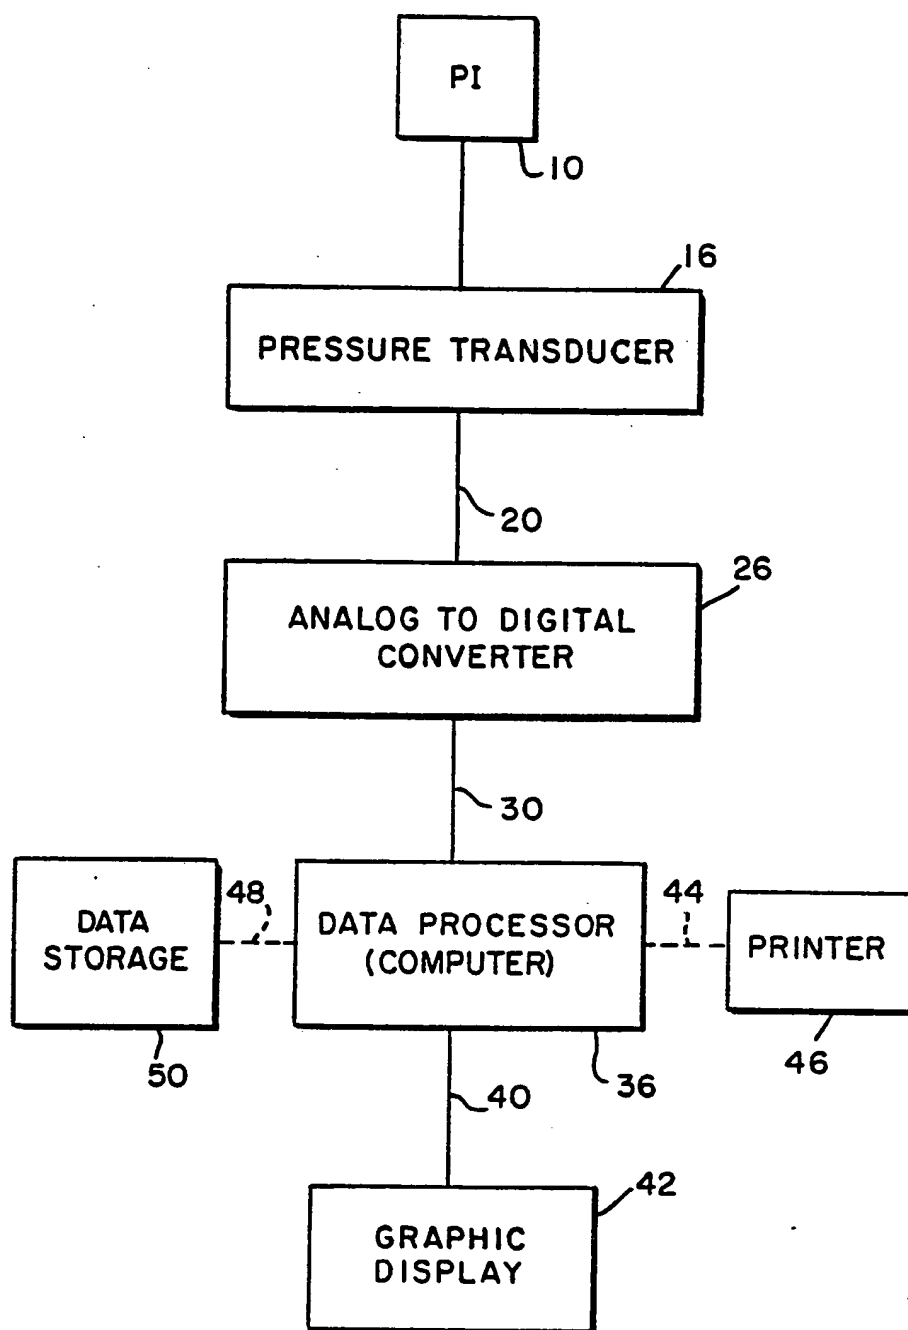 PI
10
16
PRESSURE TRANSDUCER
20
26
ANALOG TO DIGITAL
CONVERTER
30
48
44
DATA
STORAGE
DATA PROCESSOR
(COMPUTER)
PRINTER
50
40
36
46
42
GRAPHIC
DISPLAY